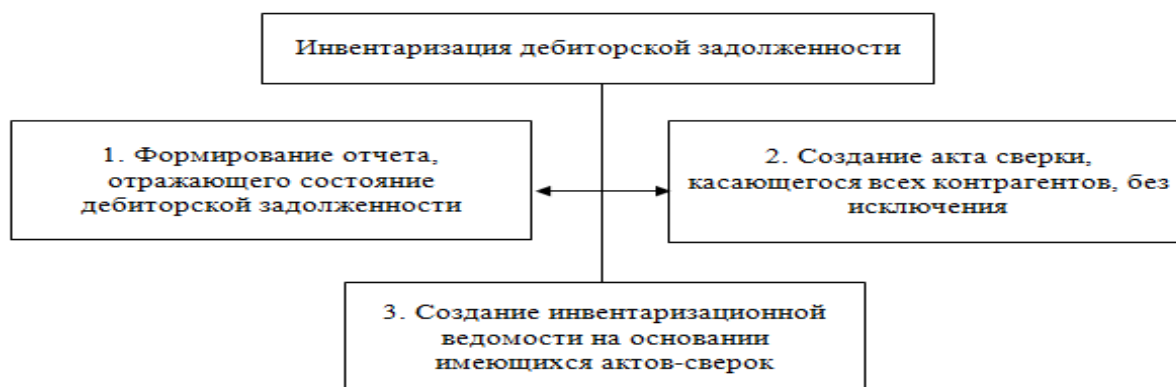 Инвентаризация дебиторской задолженности
1. Формирование отчета,
отражающего состояние
дебиторской задолженности
2. Создание акта сверки,
касающегося всех контрагентов, без
исключения
3. Создание инвентаризационной
ведомости на основании
имеющихся актов-сверок